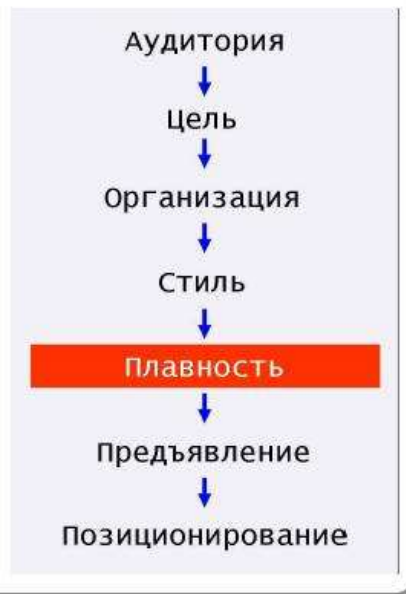 Аудитория
Цель
Организация
Стиль
Плавность
Предъявление
Позиционирование